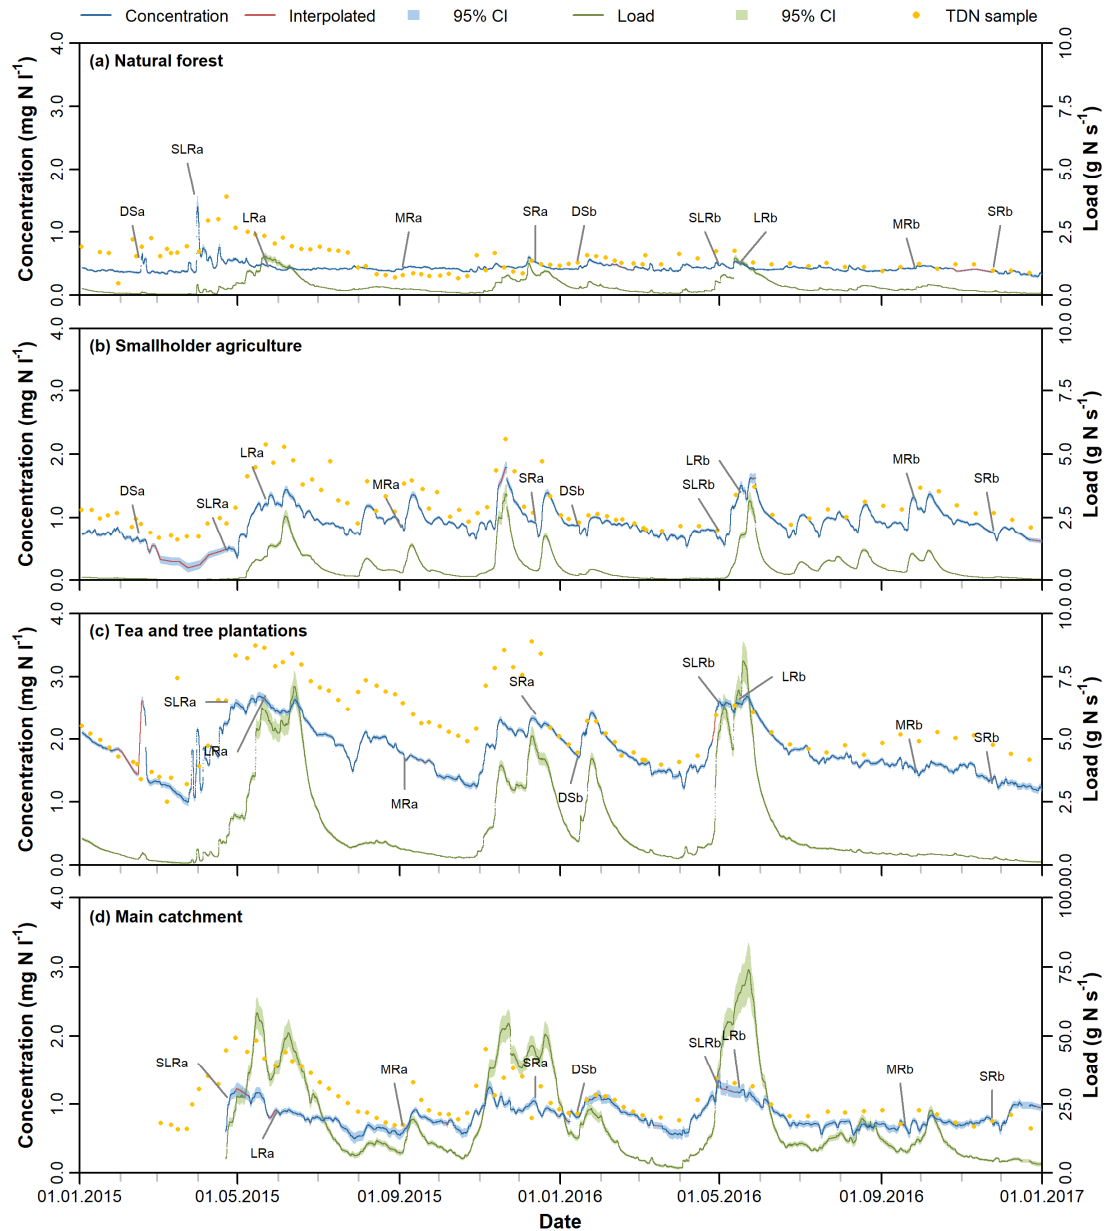 Concentration Interpolated 95% CI Load 95% CI TDN sample
(a) Natural forest
Concentration (mg N l-1)
4.0
3.0
2.0
1.0
0.0
SLRa
DSa
LRa
MRa
SRa
DSb
SLRb
LRb
MRb
SRb
10.0
7.5
5.0
2.5
0.0
Load (g N s-1)
(b) Smallholder agriculture
Concentration (mg N l-1)
4.0
3.0
2.0
1.0
0.0
DSa
SLRa
LRa
MRa
SRa
DSb
LRb
SLRb
MRb
SRb
10.0
7.5
5.0
2.5
0.0
Load (g N s-1)
(c) Tea and tree plantations
Concentration (mg N l-1)
4.0
3.0
2.0
1.0
0.0
SLRa
LRa
MRa
SRa
DSb
SLRb
LRb
MRb
SRb
10.0
7.5
5.0
2.5
0.0
Load (g N s-1)
(d) Main catchment
Concentration (mg N l-1)
4.0
3.0
2.0
1.0
0.0
SLRa
LRa
MRa
SRa
DSb
SLRb
LRb
MRb
SRb
100.0
75.0
50.0
25.0
0.0
Load (g N s-1)
01.01.2015 01.05.2015 01.09.2015 01.01.2016 01.05.2016 01.09.2016 01.01.2017
Date